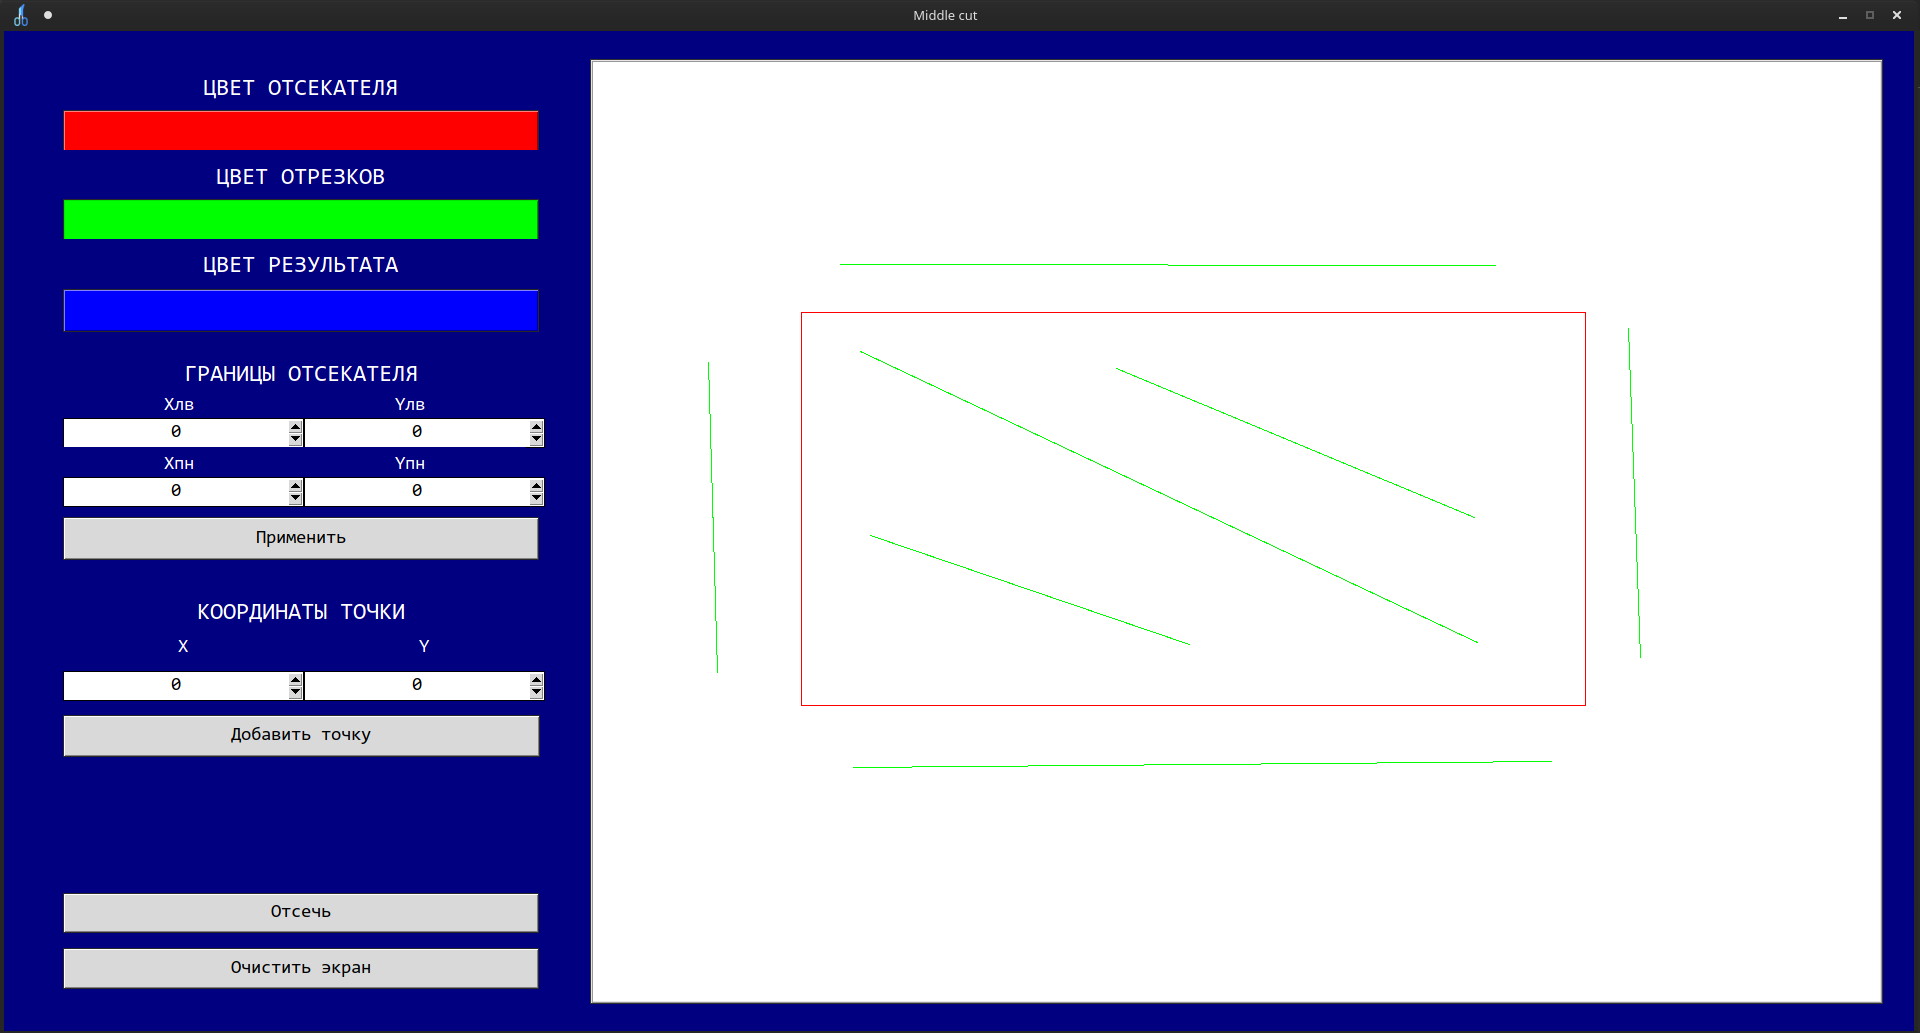 Middle cut
ЦВЕТ ОТСЕКАТЕЛЯ
ЦВЕТ ОТРЕЗКОВ
ЦВЕТ РЕЗУЛЬТАТА
ГРАНИЦЫ ОТСЕКАТЕЛЯ
Xлв Yлв
0 0
Xпн Yпн
0 0
Применить
КООРДИНАТЫ ТОЧКИ
X Y
0 0
Добавить точку
Отсечь
Очистить экран